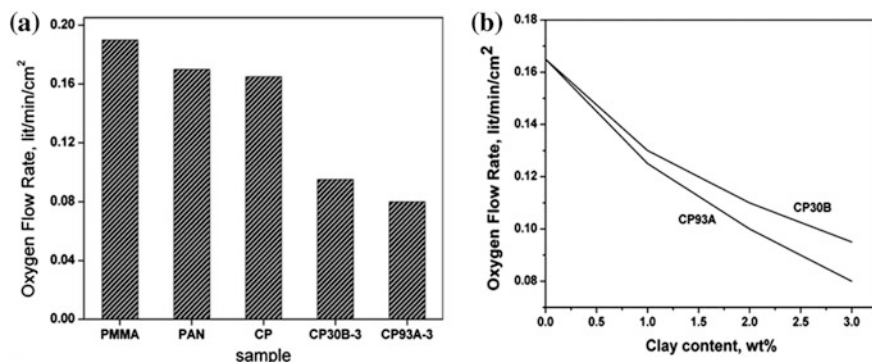 (a)
0.20
0.16
0.12
0.08
0.04
0.00
Oxygen Flow Rate, lit/min/cm²
PMMA PAN CP CP30B-3 CP93A-3
sample
(b)
0.18
0.16
0.14
0.12
0.10
0.08
Oxygen Flow Rate, lit/min/cm²
CP30B
CP93A
0.0 0.5 1.0 1.5 2.0 2.5 3.0
Clay content, wt%